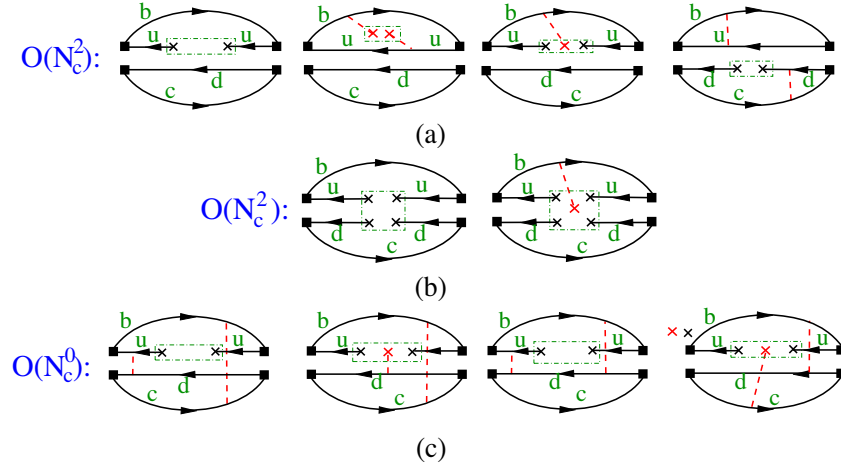 b b b b
u u u u u u u
O(N_c^2):
d d d d d
c c c c
(a)
b b
u u u u
O(N_c^2):
d d d d
c c
(b)
b b b b
u u u u u u u u
O(N_c^0):
d d d d
c c c c
(c)